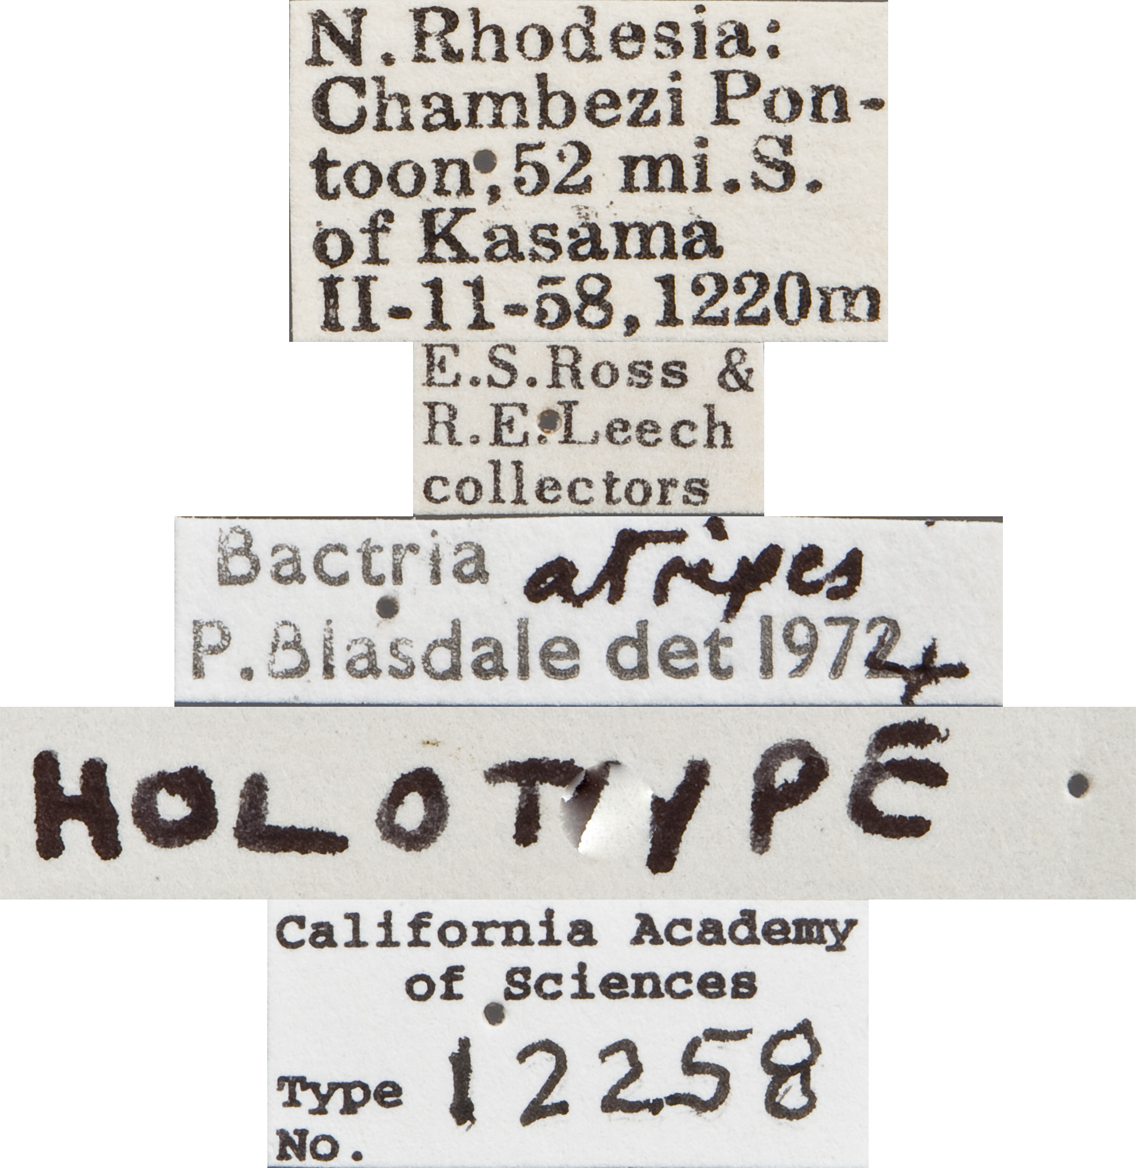 N. Rhodesia:
Chambezi Pon-
toon, 52 mi. S.
of Kasama
II-11-58, 1220m
E.S. Ross &
R.E. Leech
collectors
Bactria atripes
P. Blasdale det 1974
HOLOTYPE
California Academy
of Sciences
Type 12258
No.